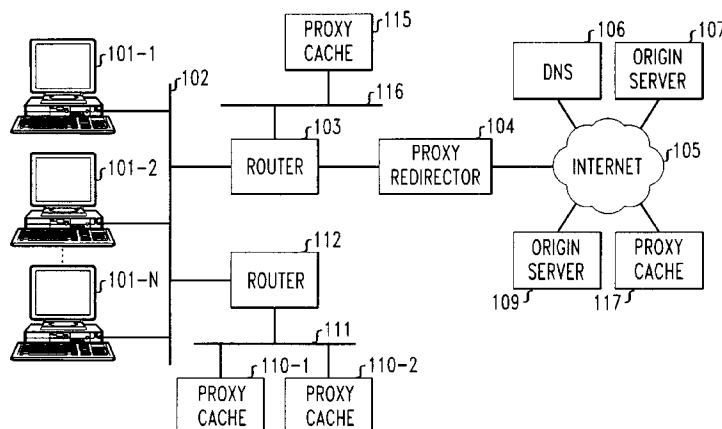 101-1
102
PROXY
CACHE
115
116
106
DNS
107
ORIGIN
SERVER
101-2
103
ROUTER
104
PROXY
REDIRECTOR
INTERNET
105
101-N
112
ROUTER
ORIGIN
SERVER
109
PROXY
CACHE
117
111
110-1
PROXY
CACHE
110-2
PROXY
CACHE